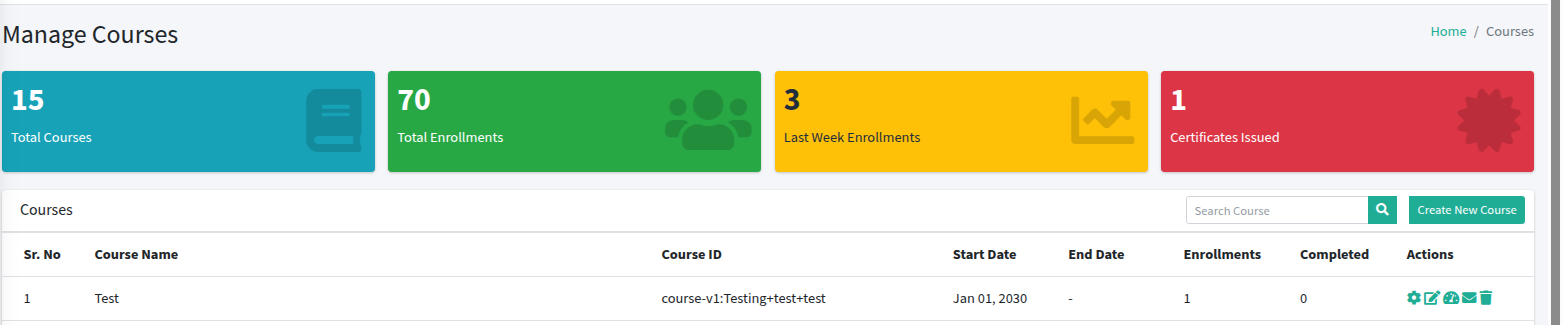 Manage Courses
Home / Courses
15
Total Courses
70
Total Enrollments
3
Last Week Enrollments
1
Certificates Issued
Courses
Search Course
Create New Course
Sr. No Course Name Course ID Start Date End Date Enrollments Completed Actions
1 Test course-v1:Testing+test+test Jan 01, 2030 - 1 0